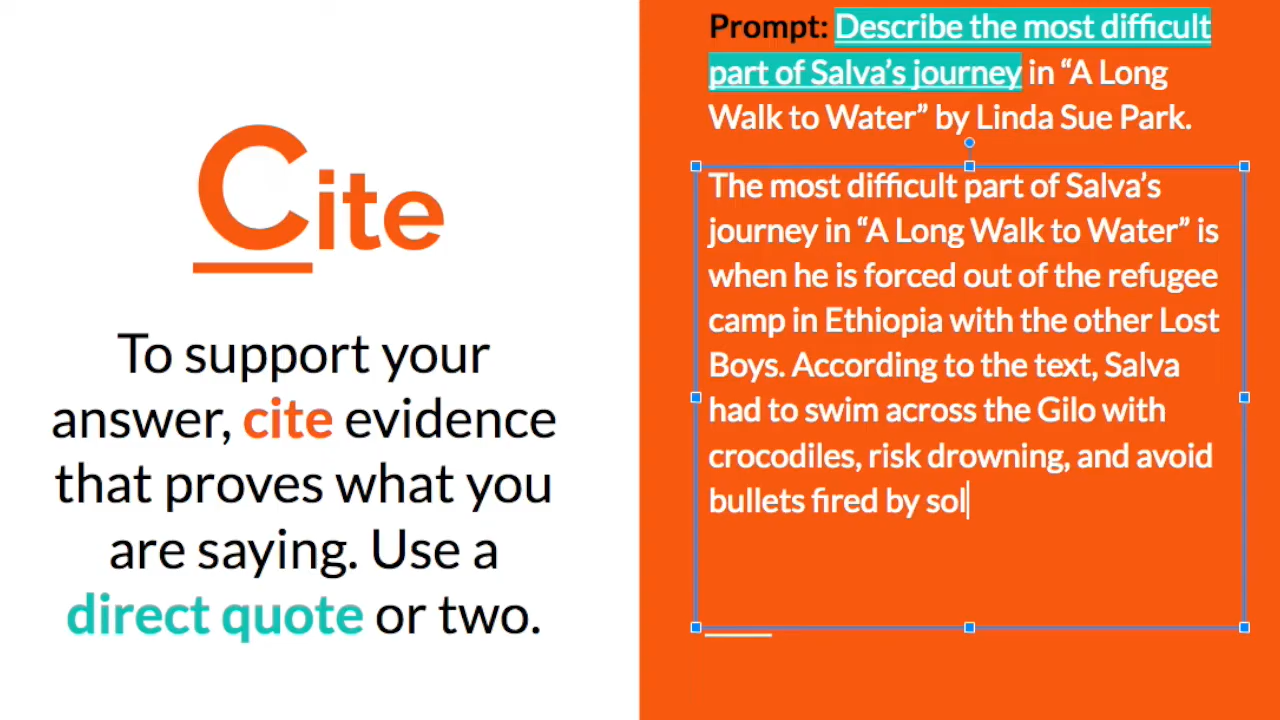 Cite
To support your
answer, cite evidence
that proves what you
are saying. Use a
direct quote or two.
Prompt: Describe the most difficult
part of Salva’s journey in “A Long
Walk to Water” by Linda Sue Park.
The most difficult part of Salva’s
journey in “A Long Walk to Water” is
when he is forced out of the refugee
camp in Ethiopia with the other Lost
Boys. According to the text, Salva
had to swim across the Gilo with
crocodiles, risk drowning, and avoid
bullets fired by sol